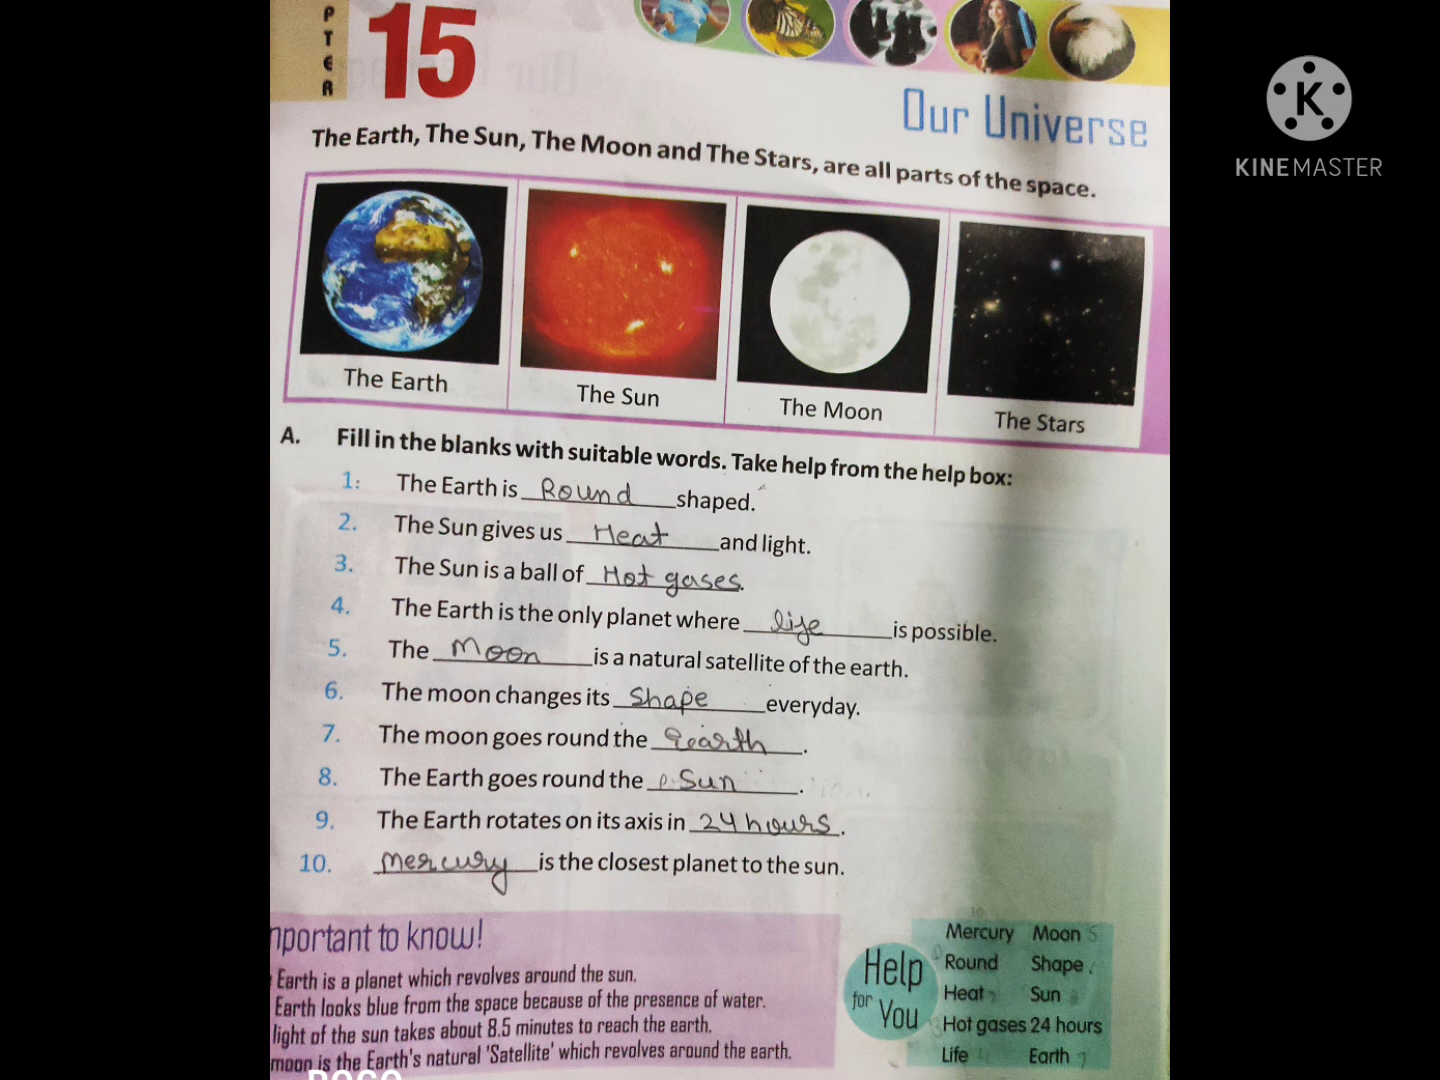 PTER
15
Our Universe
KINEMASTER
The Earth, The Sun, The Moon and The Stars, are all parts of the space.
The Earth
The Sun
The Moon
The Stars
A. Fill in the blanks with suitable words. Take help from the help box:
1. The Earth is Round shaped.
2. The Sun gives us Heat and light.
3. The Sun is a ball of Hot gases.
4. The Earth is the only planet where life is possible.
5. The Moon is a natural satellite of the earth.
6. The moon changes its Shape everyday.
7. The moon goes round the Earth.
8. The Earth goes round the Sun.
9. The Earth rotates on its axis in 24 hours.
10. Mercury is the closest planet to the sun.
mportant to know!
Earth is a planet which revolves around the sun.
Earth looks blue from the space because of the presence of water.
light of the sun takes about 8.5 minutes to reach the earth.
moon is the Earth's natural 'Satellite' which revolves around the earth.
Help for You
Mercury Moon 5
Round Shape
Heat Sun
Hot gases 24 hours
Life Earth 7